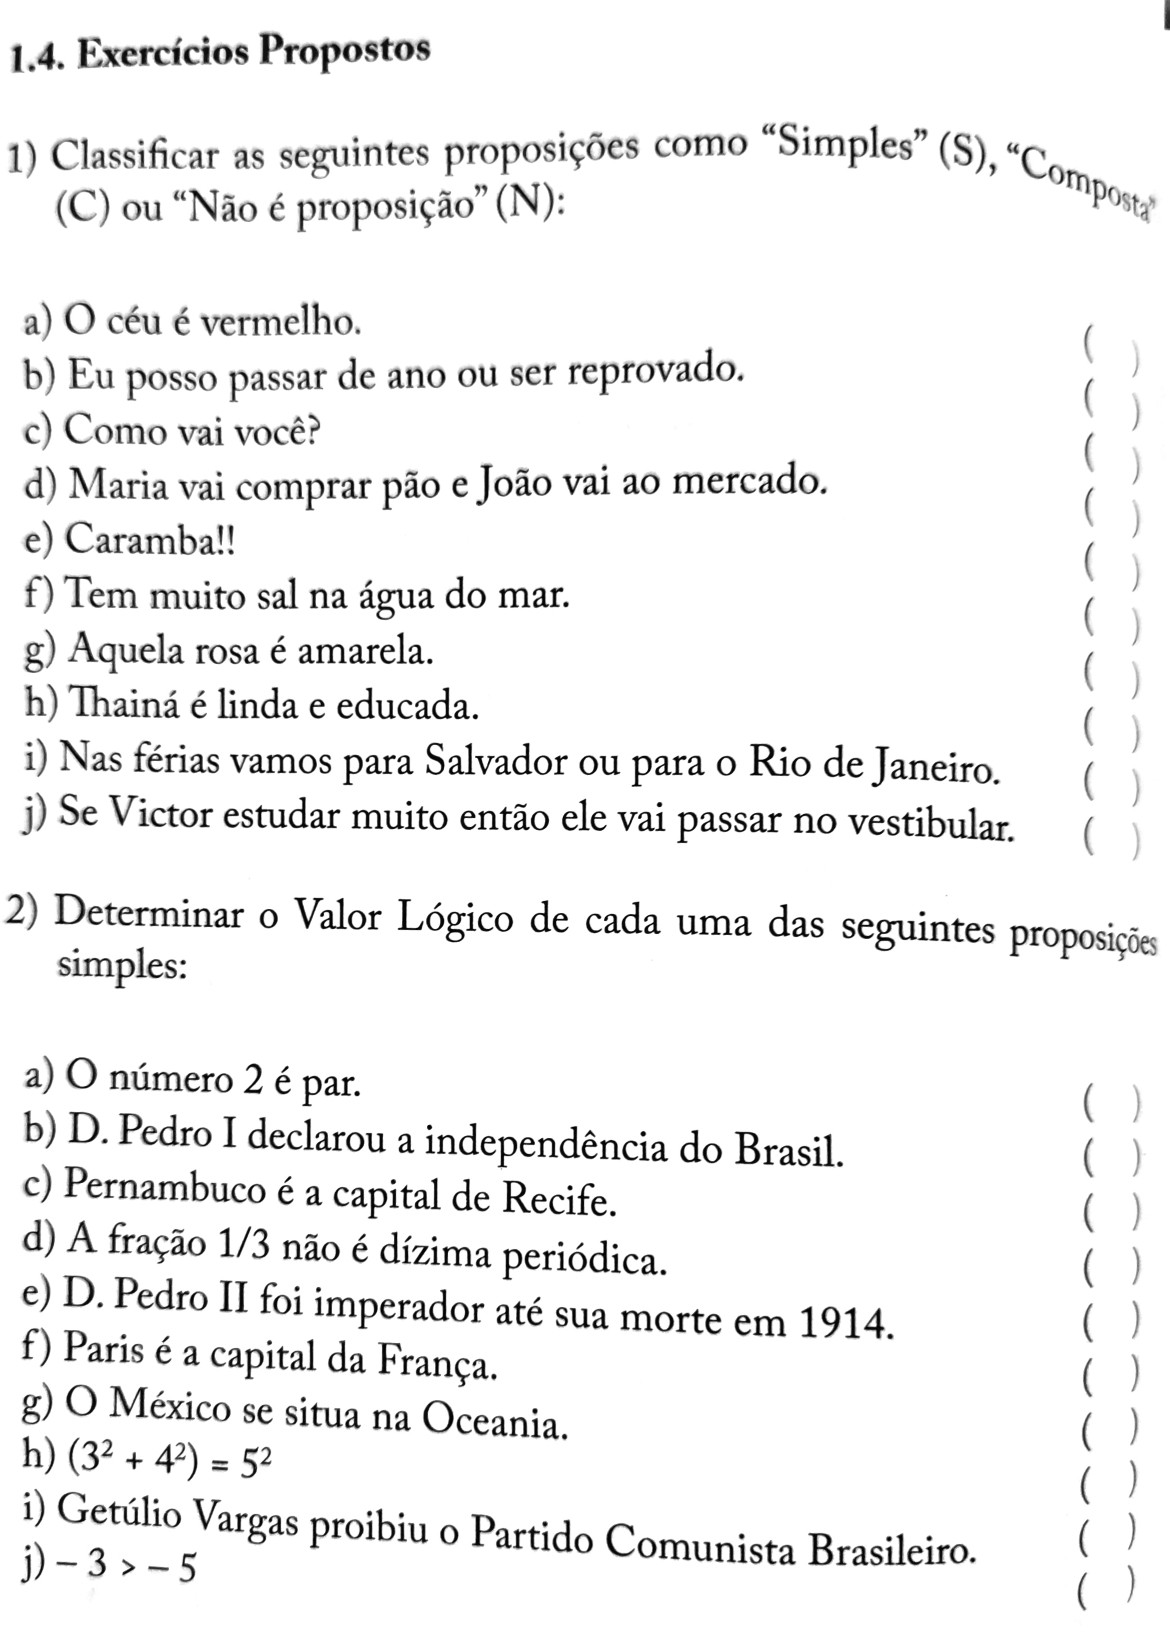 1.4. Exercícios Propostos
1) Classificar as seguintes proposições como “Simples” (S), “Composta”
(C) ou “Não é proposição” (N):
a) O céu é vermelho. ( )
b) Eu posso passar de ano ou ser reprovado. ( )
c) Como vai você? ( )
d) Maria vai comprar pão e João vai ao mercado. ( )
e) Caramba!! ( )
f) Tem muito sal na água do mar. ( )
g) Aquela rosa é amarela. ( )
h) Thainá é linda e educada. ( )
i) Nas férias vamos para Salvador ou para o Rio de Janeiro. ( )
j) Se Victor estudar muito então ele vai passar no vestibular. ( )
2) Determinar o Valor Lógico de cada uma das seguintes proposições
simples:
a) O número 2 é par. ( )
b) D. Pedro I declarou a independência do Brasil. ( )
c) Pernambuco é a capital de Recife. ( )
d) A fração 1/3 não é dízima periódica. ( )
e) D. Pedro II foi imperador até sua morte em 1914. ( )
f) Paris é a capital da França. ( )
g) O México se situa na Oceania. ( )
h) (3² + 4²) = 5² ( )
i) Getúlio Vargas proibiu o Partido Comunista Brasileiro. ( )
j) – 3 > – 5 ( )